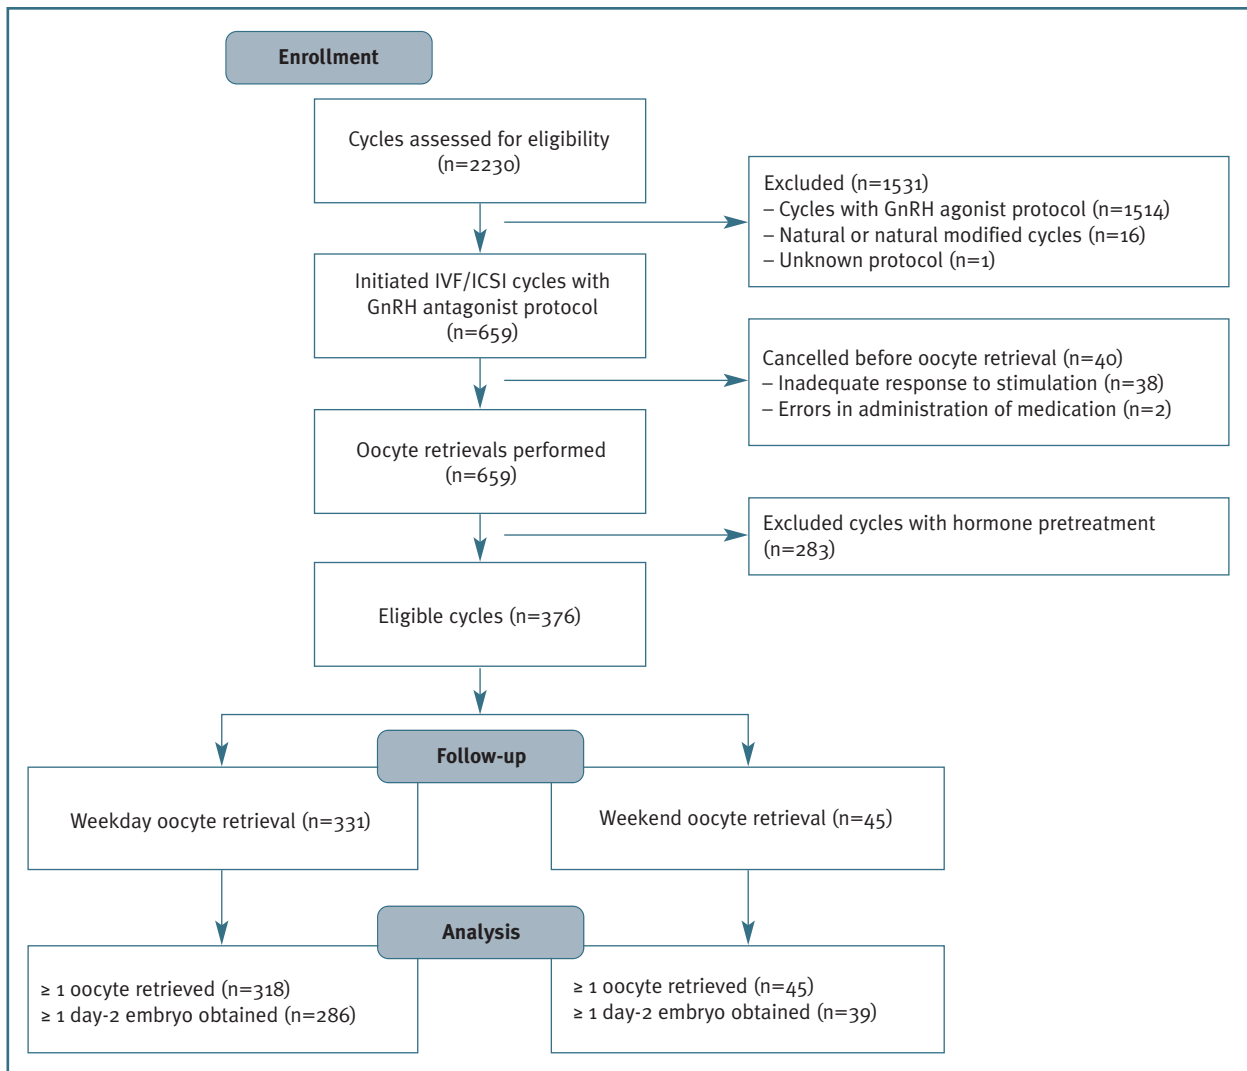 Enrollment
Cycles assessed for eligibility
(n=2230)
Excluded (n=1531)
– Cycles with GnRH agonist protocol (n=1514)
– Natural or natural modified cycles (n=16)
– Unknown protocol (n=1)
Initiated IVF/ICSI cycles with
GnRH antagonist protocol
(n=659)
Cancelled before oocyte retrieval (n=40)
– Inadequate response to stimulation (n=38)
– Errors in administration of medication (n=2)
Oocyte retrievals performed
(n=659)
Excluded cycles with hormone pretreatment
(n=283)
Eligible cycles (n=376)
Follow-up
Weekday oocyte retrieval (n=331)
Weekend oocyte retrieval (n=45)
Analysis
≥ 1 oocyte retrieved (n=318)
≥ 1 day-2 embryo obtained (n=286)
≥ 1 oocyte retrieved (n=45)
≥ 1 day-2 embryo obtained (n=39)